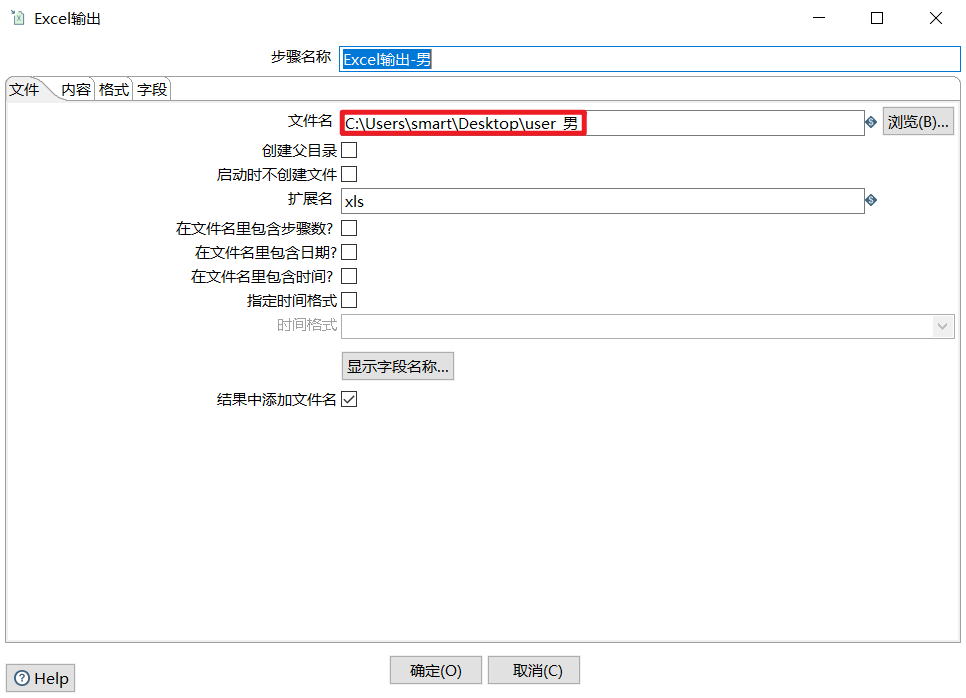 Excel输出
步骤名称 Excel输出-男
文件 内容 格式 字段
文件名 C:\Users\smart\Desktop\user_男 浏览(B)...
创建父目录
启动时不创建文件
扩展名 xls
在文件名里包含步骤数?
在文件名里包含日期?
在文件名里包含时间?
指定时间格式
时间格式
显示字段名称...
结果中添加文件名
Help 确定(O) 取消(C)